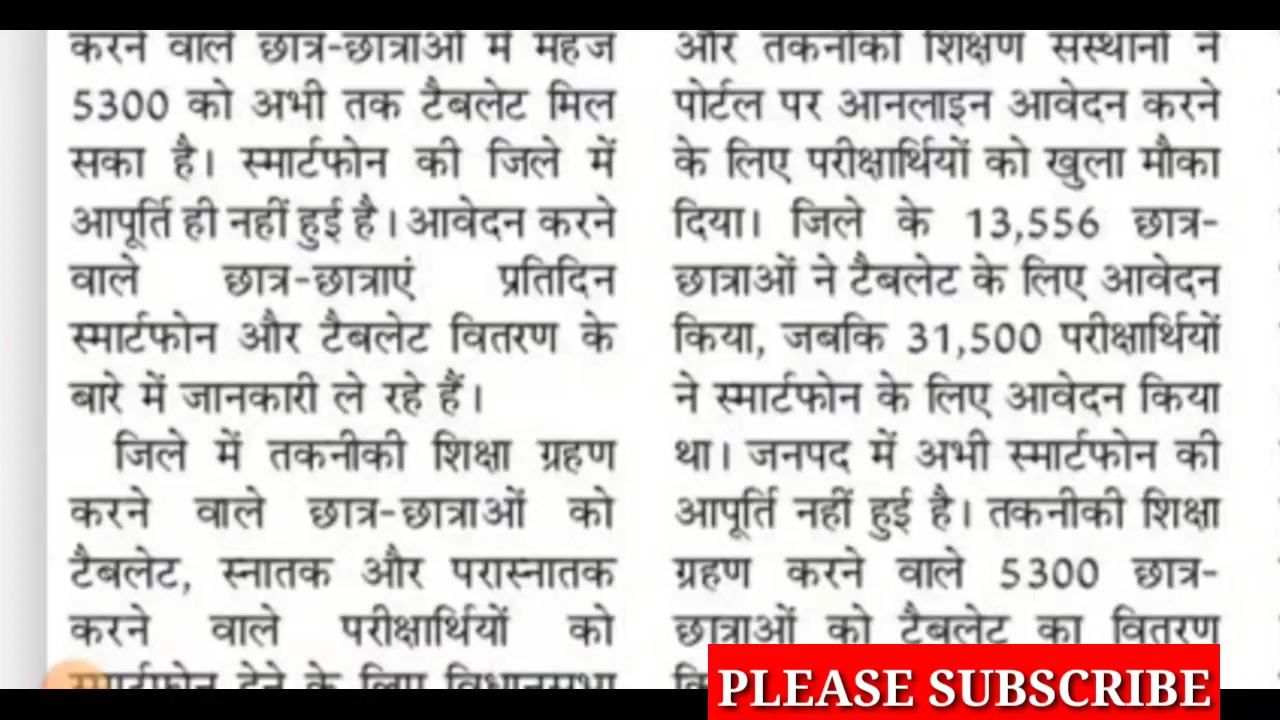 करने वाले छात्र-छात्राओं में महज
5300 को अभी तक टैबलेट मिल
सका है। स्मार्टफोन की जिले में
आपूर्ति ही नहीं हुई है। आवेदन करने
वाले छात्र-छात्राएं प्रतिदिन
स्मार्टफोन और टैबलेट वितरण के
बारे में जानकारी ले रहे हैं।
जिले में तकनीकी शिक्षा ग्रहण
करने वाले छात्र-छात्राओं को
टैबलेट, स्नातक और परास्नातक
करने वाले परीक्षार्थियों को
स्मार्टफोन देने के लिए विधानसभा
और तकनीकी शिक्षण संस्थानों ने
पोर्टल पर आनलाइन आवेदन करने
के लिए परीक्षार्थियों को खुला मौका
दिया। जिले के 13,556 छात्र-
छात्राओं ने टैबलेट के लिए आवेदन
किया, जबकि 31,500 परीक्षार्थियों
ने स्मार्टफोन के लिए आवेदन किया
था। जनपद में अभी स्मार्टफोन की
आपूर्ति नहीं हुई है। तकनीकी शिक्षा
ग्रहण करने वाले 5300 छात्र-
छात्राओं को टैबलेट का वितरण
PLEASE SUBSCRIBE